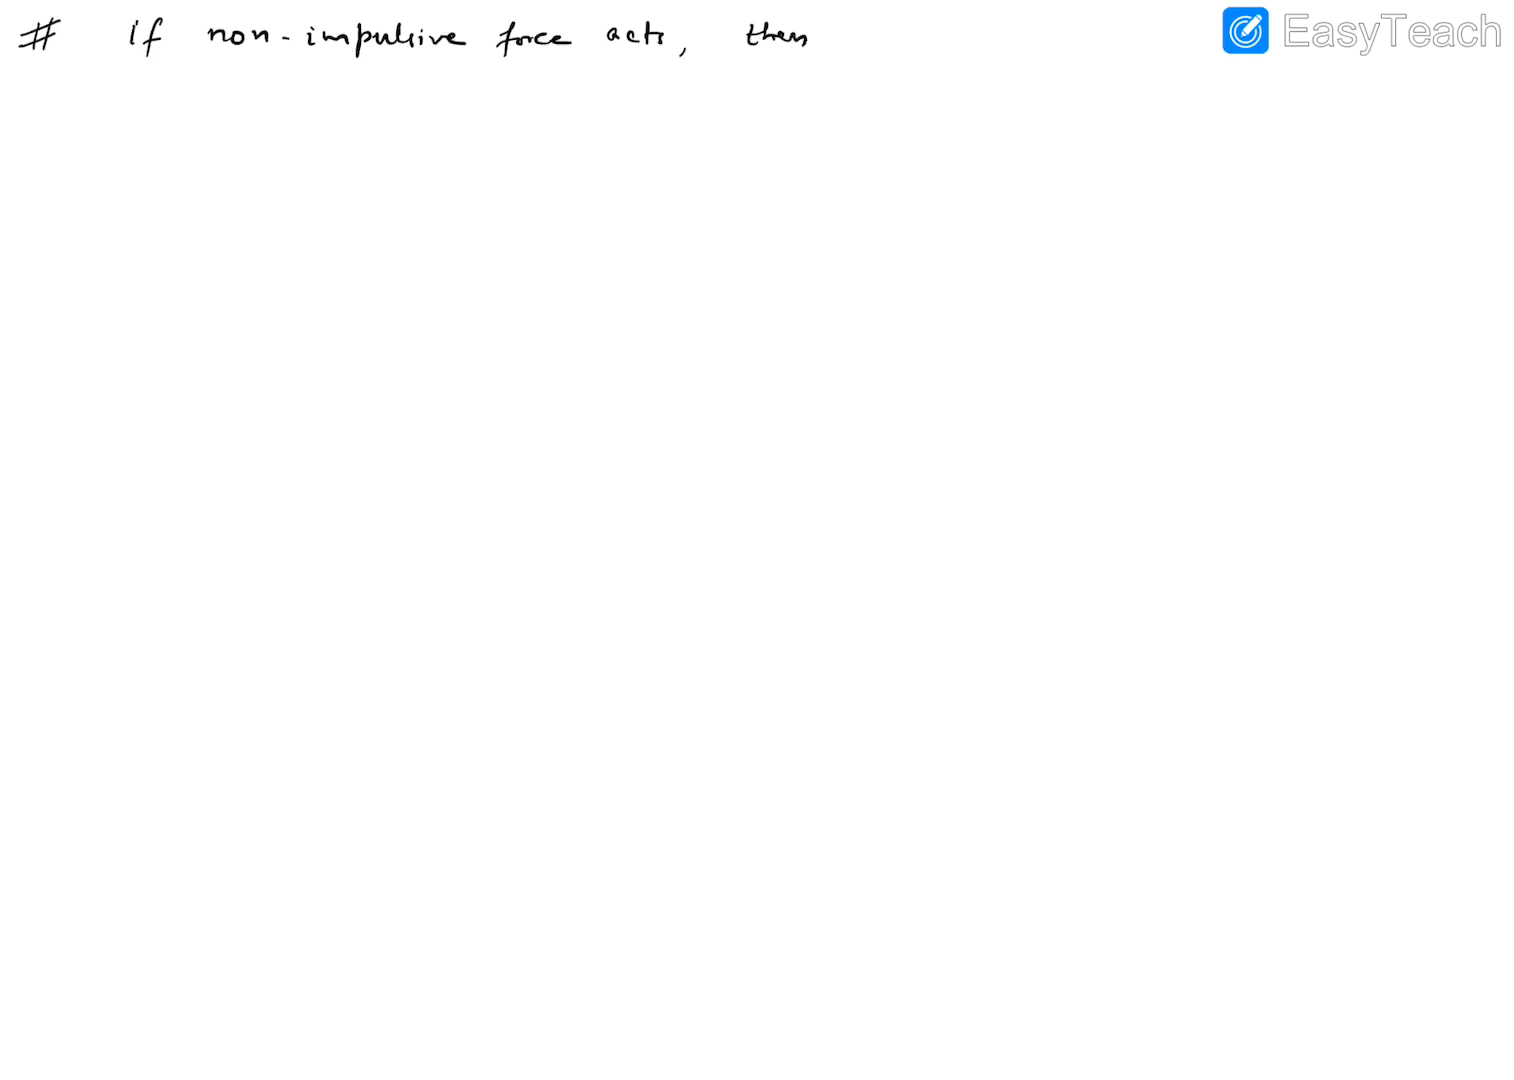 # if non-impulsive force acts, then
EasyTeach